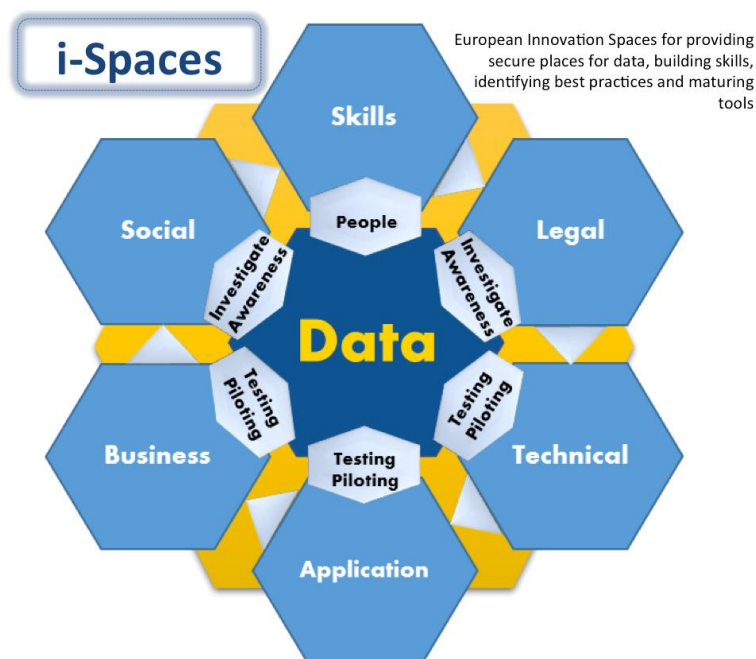 i-Spaces
European Innovation Spaces for providing
secure places for data, building skills,
identifying best practices and maturing
tools
Skills
People
Social
Legal
Investigate
Awareness
Investigate
Awareness
Data
Testing
Piloting
Testing
Piloting
Business
Technical
Testing
Piloting
Application